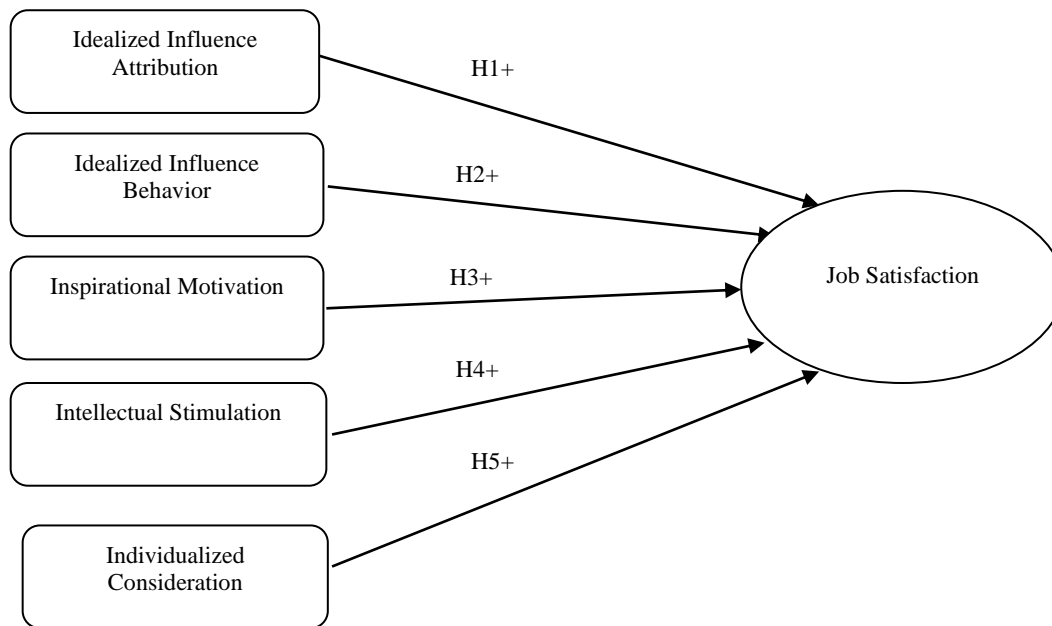 Idealized Influence
Attribution
H1+
Idealized Influence
Behavior
H2+
Inspirational Motivation
H3+
Job Satisfaction
Intellectual Stimulation
H4+
H5+
Individualized
Consideration